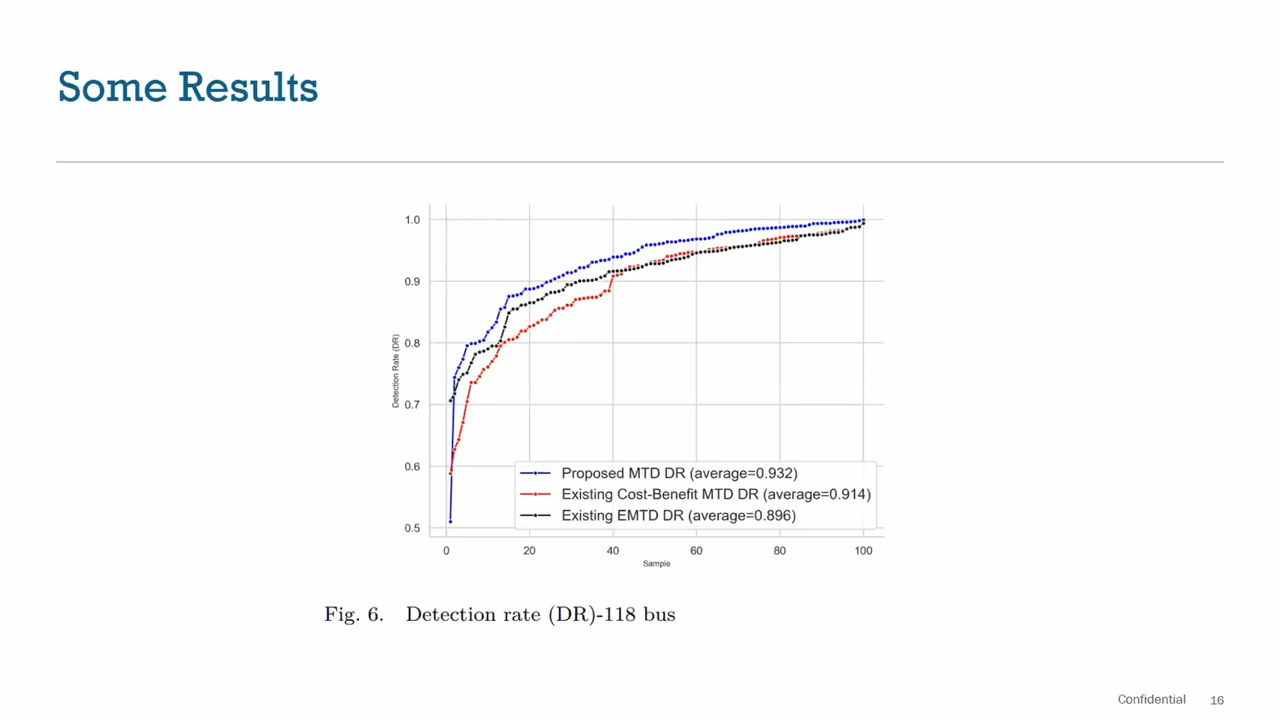 Some Results
1.0
0.9
0.8
0.7
0.6
0.5
Detection Rate (DR)
Proposed MTD DR (average=0.932)
Existing Cost-Benefit MTD DR (average=0.914)
Existing EMTD DR (average=0.896)
0 20 40 60 80 100
Sample
Fig. 6. Detection rate (DR)-118 bus
Confidential 16